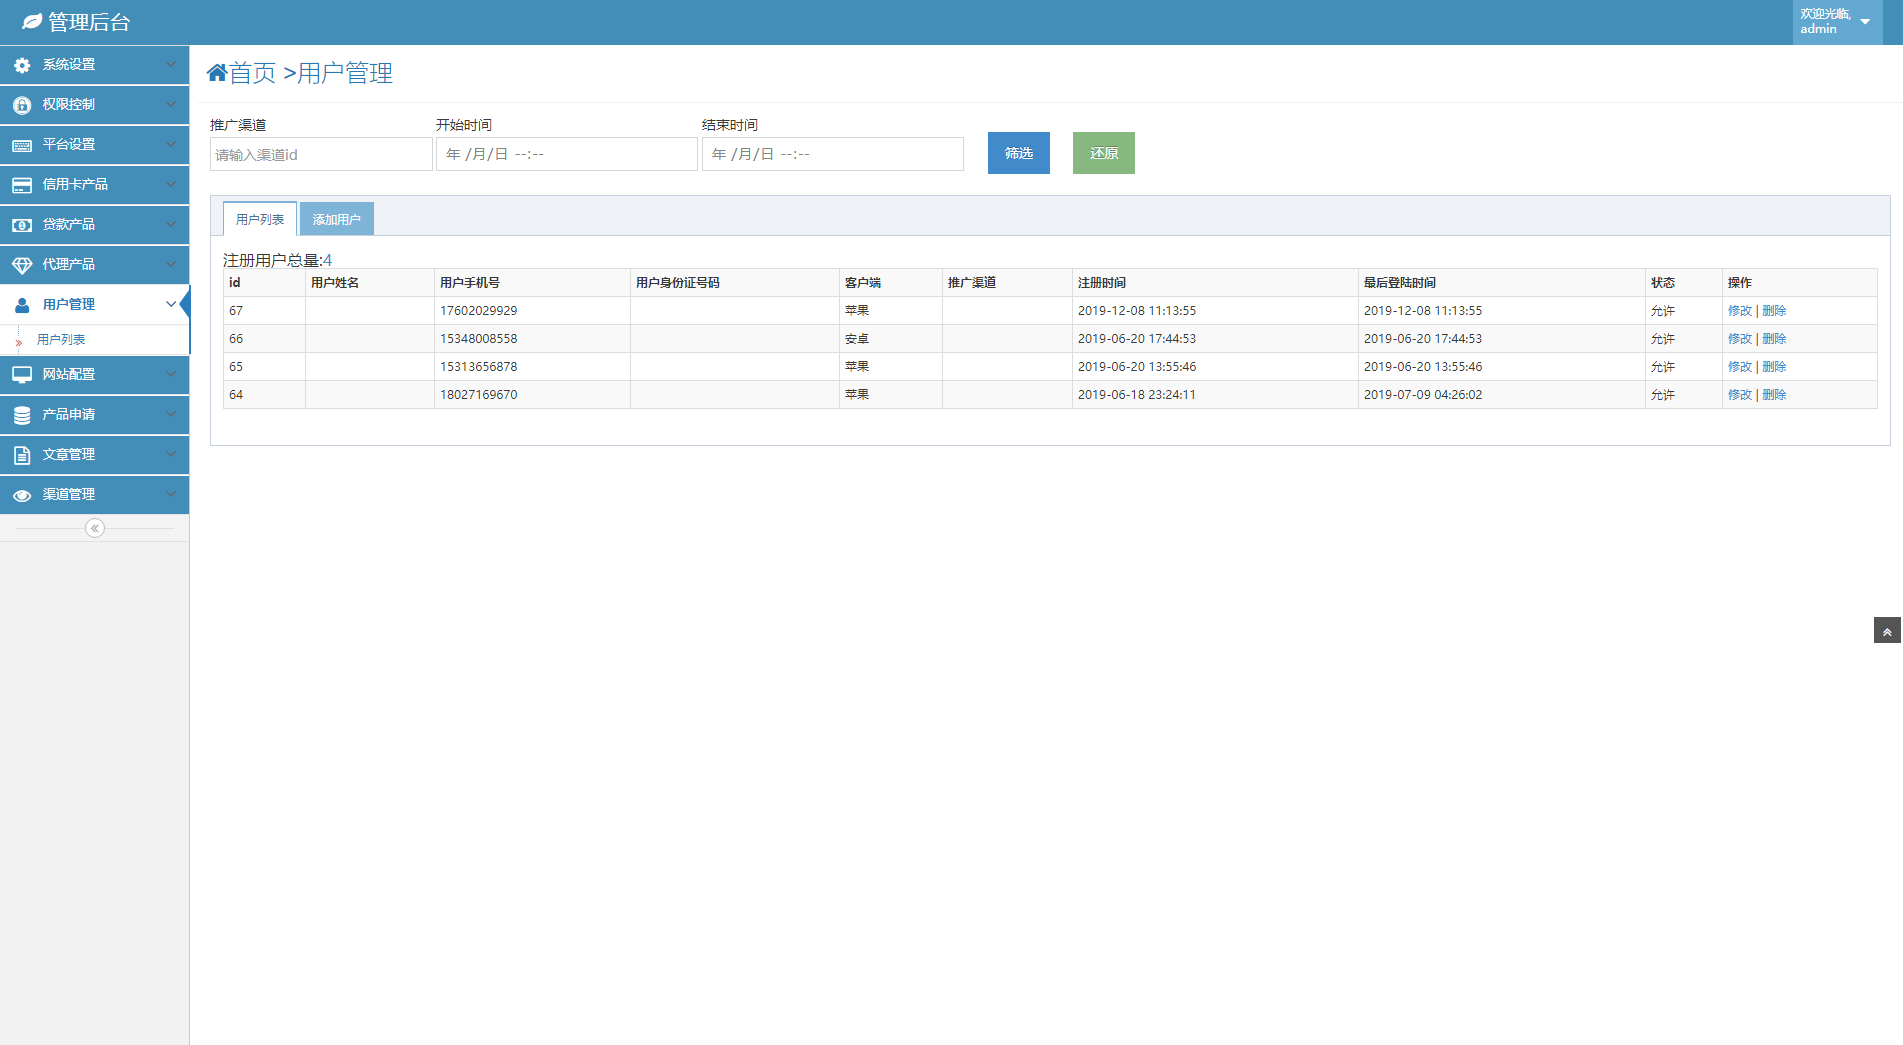 管理后台
欢迎光临,
admin
系统设置
权限控制
平台设置
信用卡产品
贷款产品
代理产品
用户管理
用户列表
网站配置
产品申请
文章管理
渠道管理
首页 >用户管理
推广渠道 开始时间 结束时间
请输入渠道id 年 /月/日 --:-- 年 /月/日 --:-- 筛选 还原
用户列表 添加用户
注册用户总量:4
id 用户姓名 用户手机号 用户身份证号码 客户端 推广渠道 注册时间 最后登陆时间 状态 操作
67 17602029929 苹果 2019-12-08 11:13:55 2019-12-08 11:13:55 允许 修改 | 删除
66 15348008558 安卓 2019-06-20 17:44:53 2019-06-20 17:44:53 允许 修改 | 删除
65 15313656878 苹果 2019-06-20 13:55:46 2019-06-20 13:55:46 允许 修改 | 删除
64 18027169670 苹果 2019-06-18 23:24:11 2019-07-09 04:26:02 允许 修改 | 删除